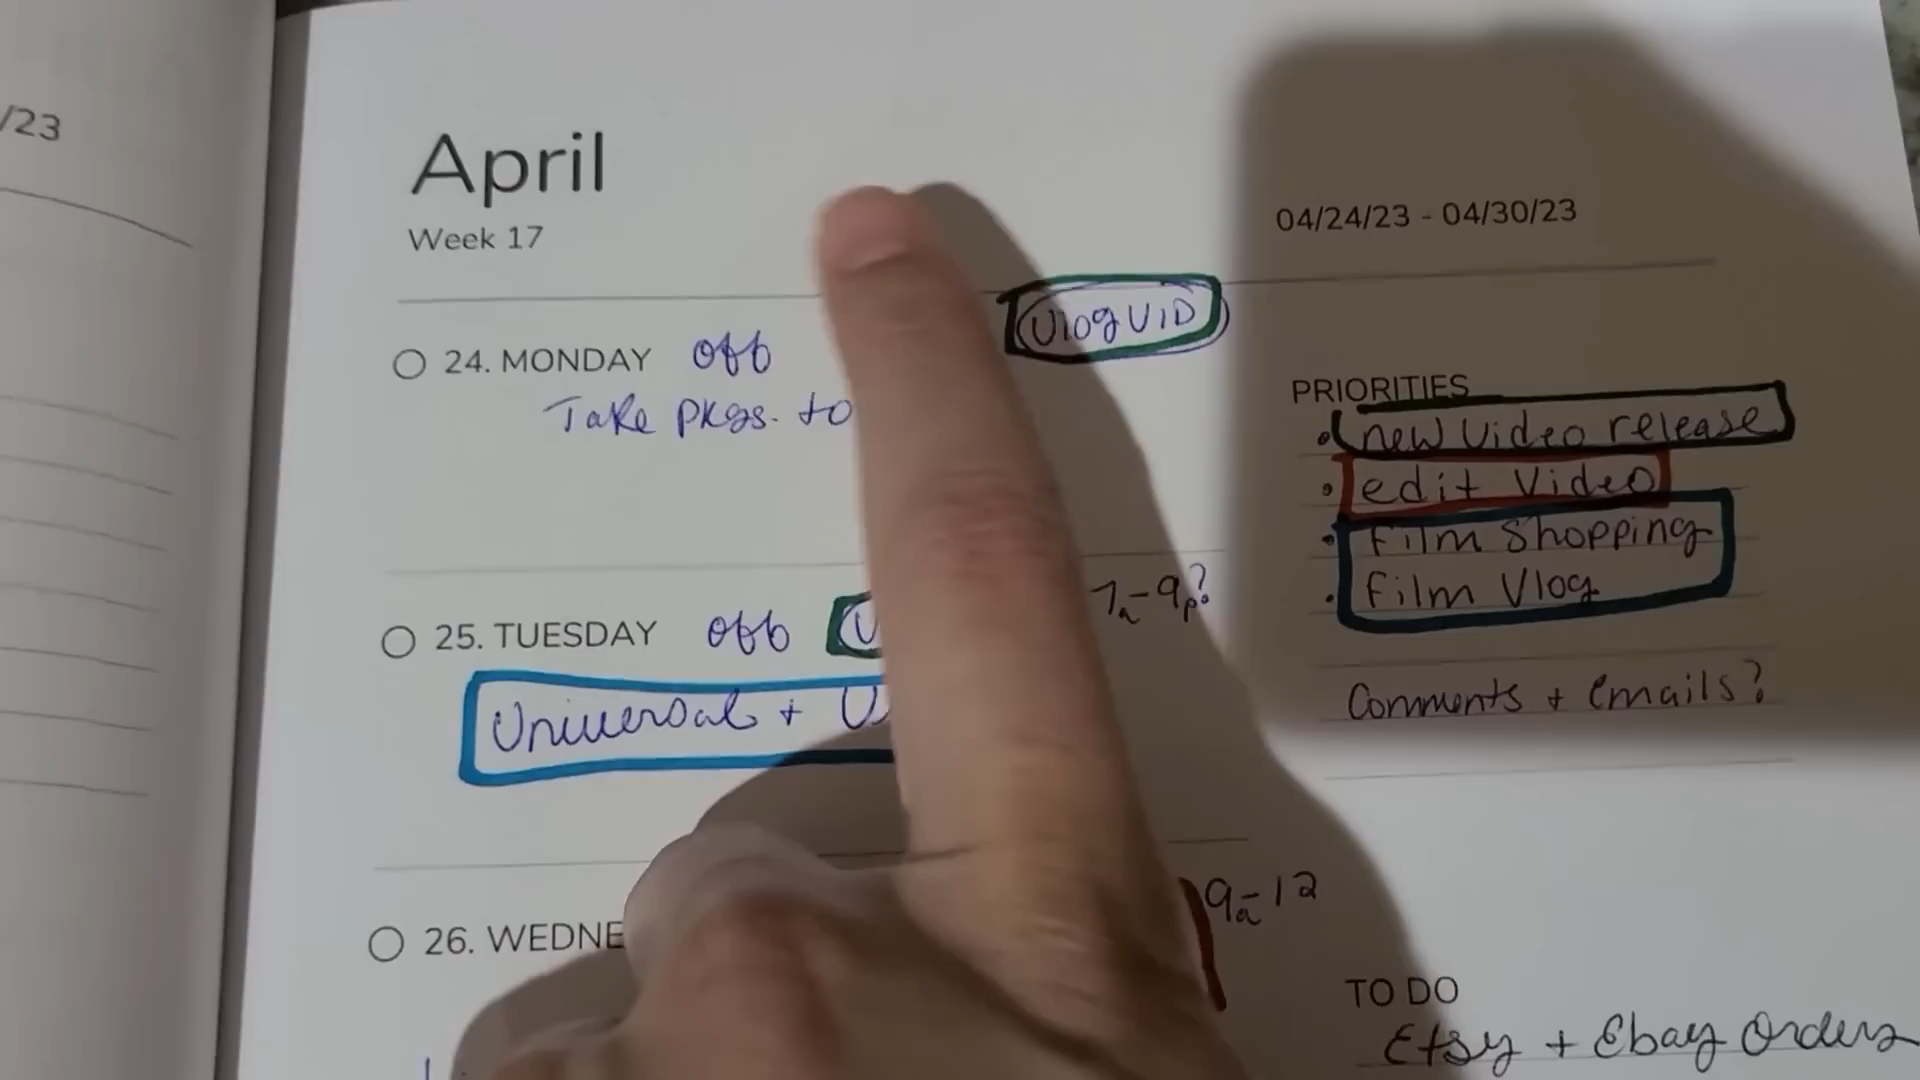 /23
April
Week 17
04/24/23 - 04/30/23
Vlog ViD
24. MONDAY off
Take pkgs. to
PRIORITIES
• new video release
• edit video
• Film Shopping
• Film Vlog
7a-9p?
25. TUESDAY off
Universal +
Comments + emails?
9a-12
26. WEDNE
TO DO
Etsy + Ebay Orders